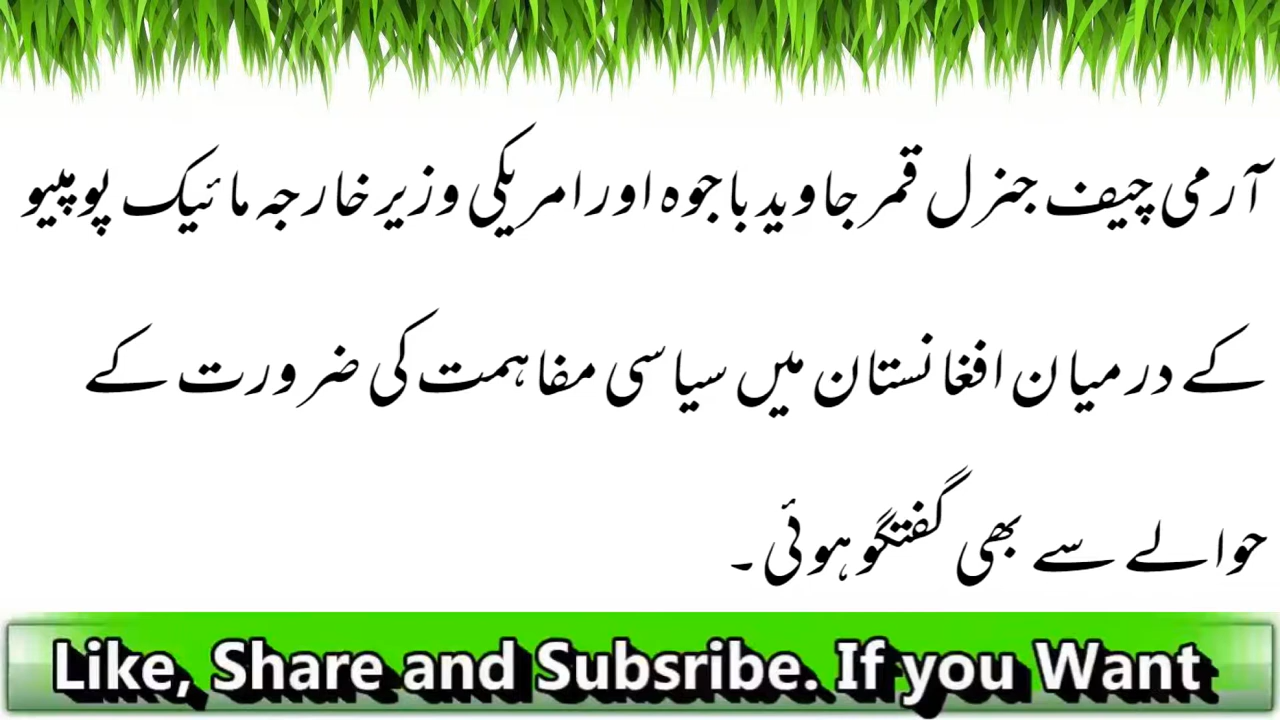 آرمی چیف جنرل قمر جاوید باجوہ اور امریکی وزیر خارجہ مائیک پومپیو
کے درمیان افغانستان میں سیاسی مفاہمت کی ضرورت کے
حوالے سے بھی گفتگو ہوئی ۔
Like, Share and Subsribe. If you Want